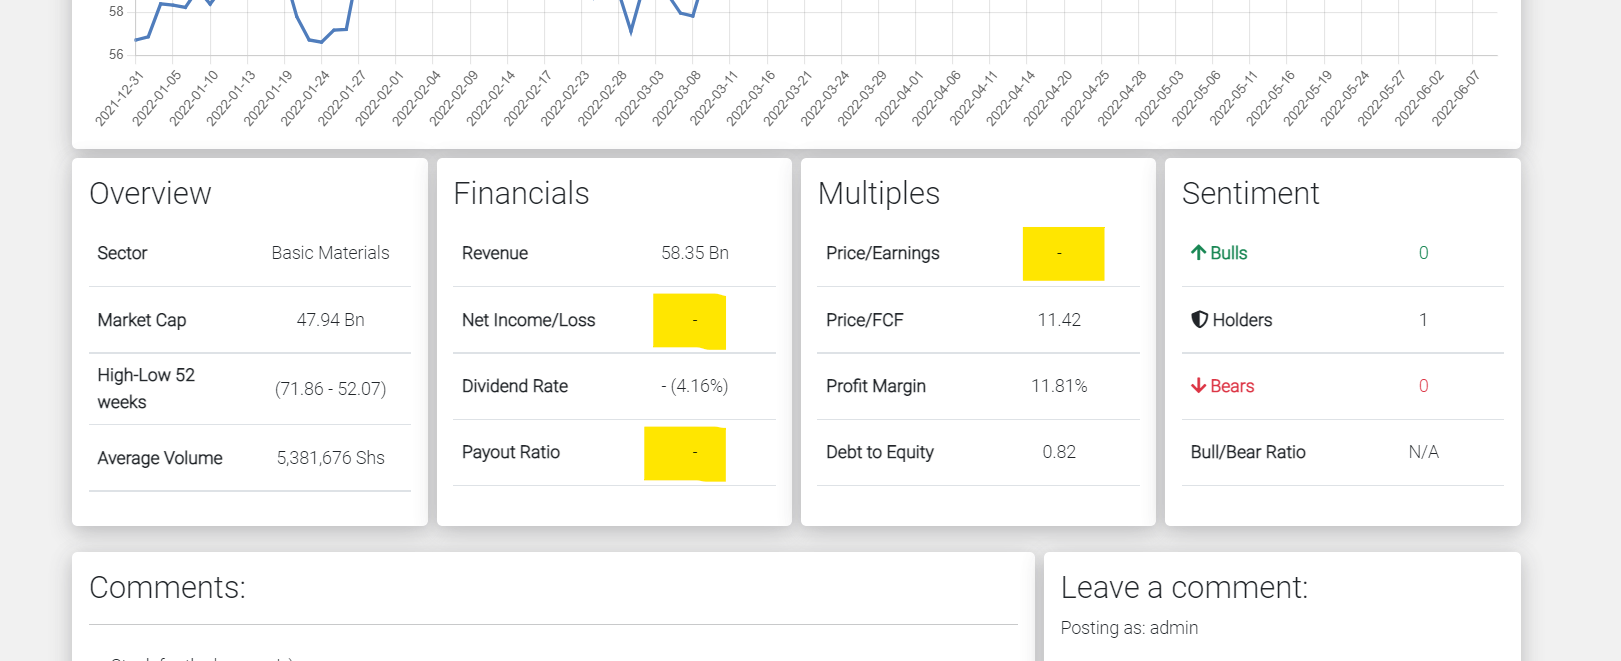 58
56
2021-12-31 2022-01-05 2022-01-10 2022-01-13 2022-01-19 2022-01-24 2022-01-27 2022-02-01 2022-02-04 2022-02-09 2022-02-14 2022-02-17 2022-02-23 2022-02-28 2022-03-03 2022-03-08 2022-03-11 2022-03-16 2022-03-21 2022-03-24 2022-03-29 2022-04-01 2022-04-06 2022-04-11 2022-04-14 2022-04-20 2022-04-25 2022-04-28 2022-05-03 2022-05-06 2022-05-11 2022-05-16 2022-05-19 2022-05-24 2022-05-27 2022-06-02 2022-06-07
Overview
Sector Basic Materials
Market Cap 47.94 Bn
High-Low 52
weeks (71.86 - 52.07)
Average Volume 5,381,676 Shs
Financials
Revenue 58.35 Bn
Net Income/Loss -
Dividend Rate - (4.16%)
Payout Ratio -
Multiples
Price/Earnings -
Price/FCF 11.42
Profit Margin 11.81%
Debt to Equity 0.82
Sentiment
Bulls 0
Holders 1
Bears 0
Bull/Bear Ratio N/A
Comments:
Leave a comment:
Posting as: admin